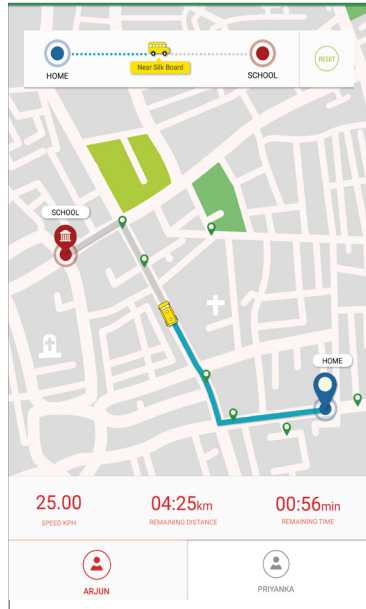 HOME
Near Silk Board
SCHOOL
RESET
SCHOOL
HOME
25.00
SPEED KPH
04:25km
REMAINING DISTANCE
00:56min
REMAINING TIME
ARJUN
PRIYANKA